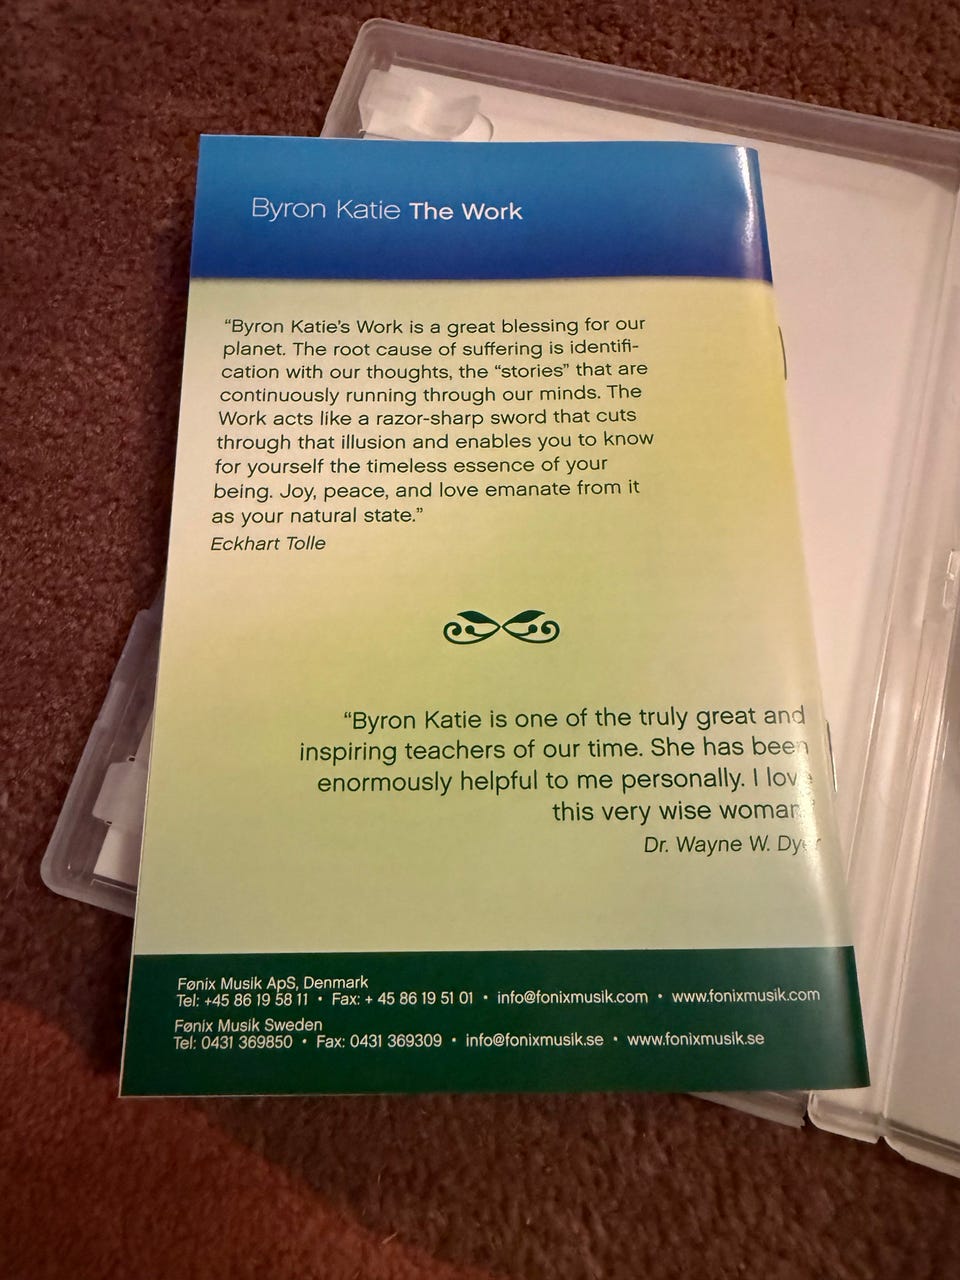 Byron Katie The Work
“Byron Katie’s Work is a great blessing for our
planet. The root cause of suffering is identifi-
cation with our thoughts, the “stories” that are
continuously running through our minds. The
Work acts like a razor-sharp sword that cuts
through that illusion and enables you to know
for yourself the timeless essence of your
being. Joy, peace, and love emanate from it
as your natural state.”
Eckhart Tolle
“Byron Katie is one of the truly great and
inspiring teachers of our time. She has been
enormously helpful to me personally. I love
this very wise woman.”
Dr. Wayne W. Dyer
Fønix Musik ApS, Denmark
Tel: +45 86 19 58 11 • Fax: + 45 86 19 51 01 • info@fonixmusik.com • www.fonixmusik.com
Fønix Musik Sweden
Tel: 0431 369850 • Fax: 0431 369309 • info@fonixmusik.se • www.fonixmusik.se